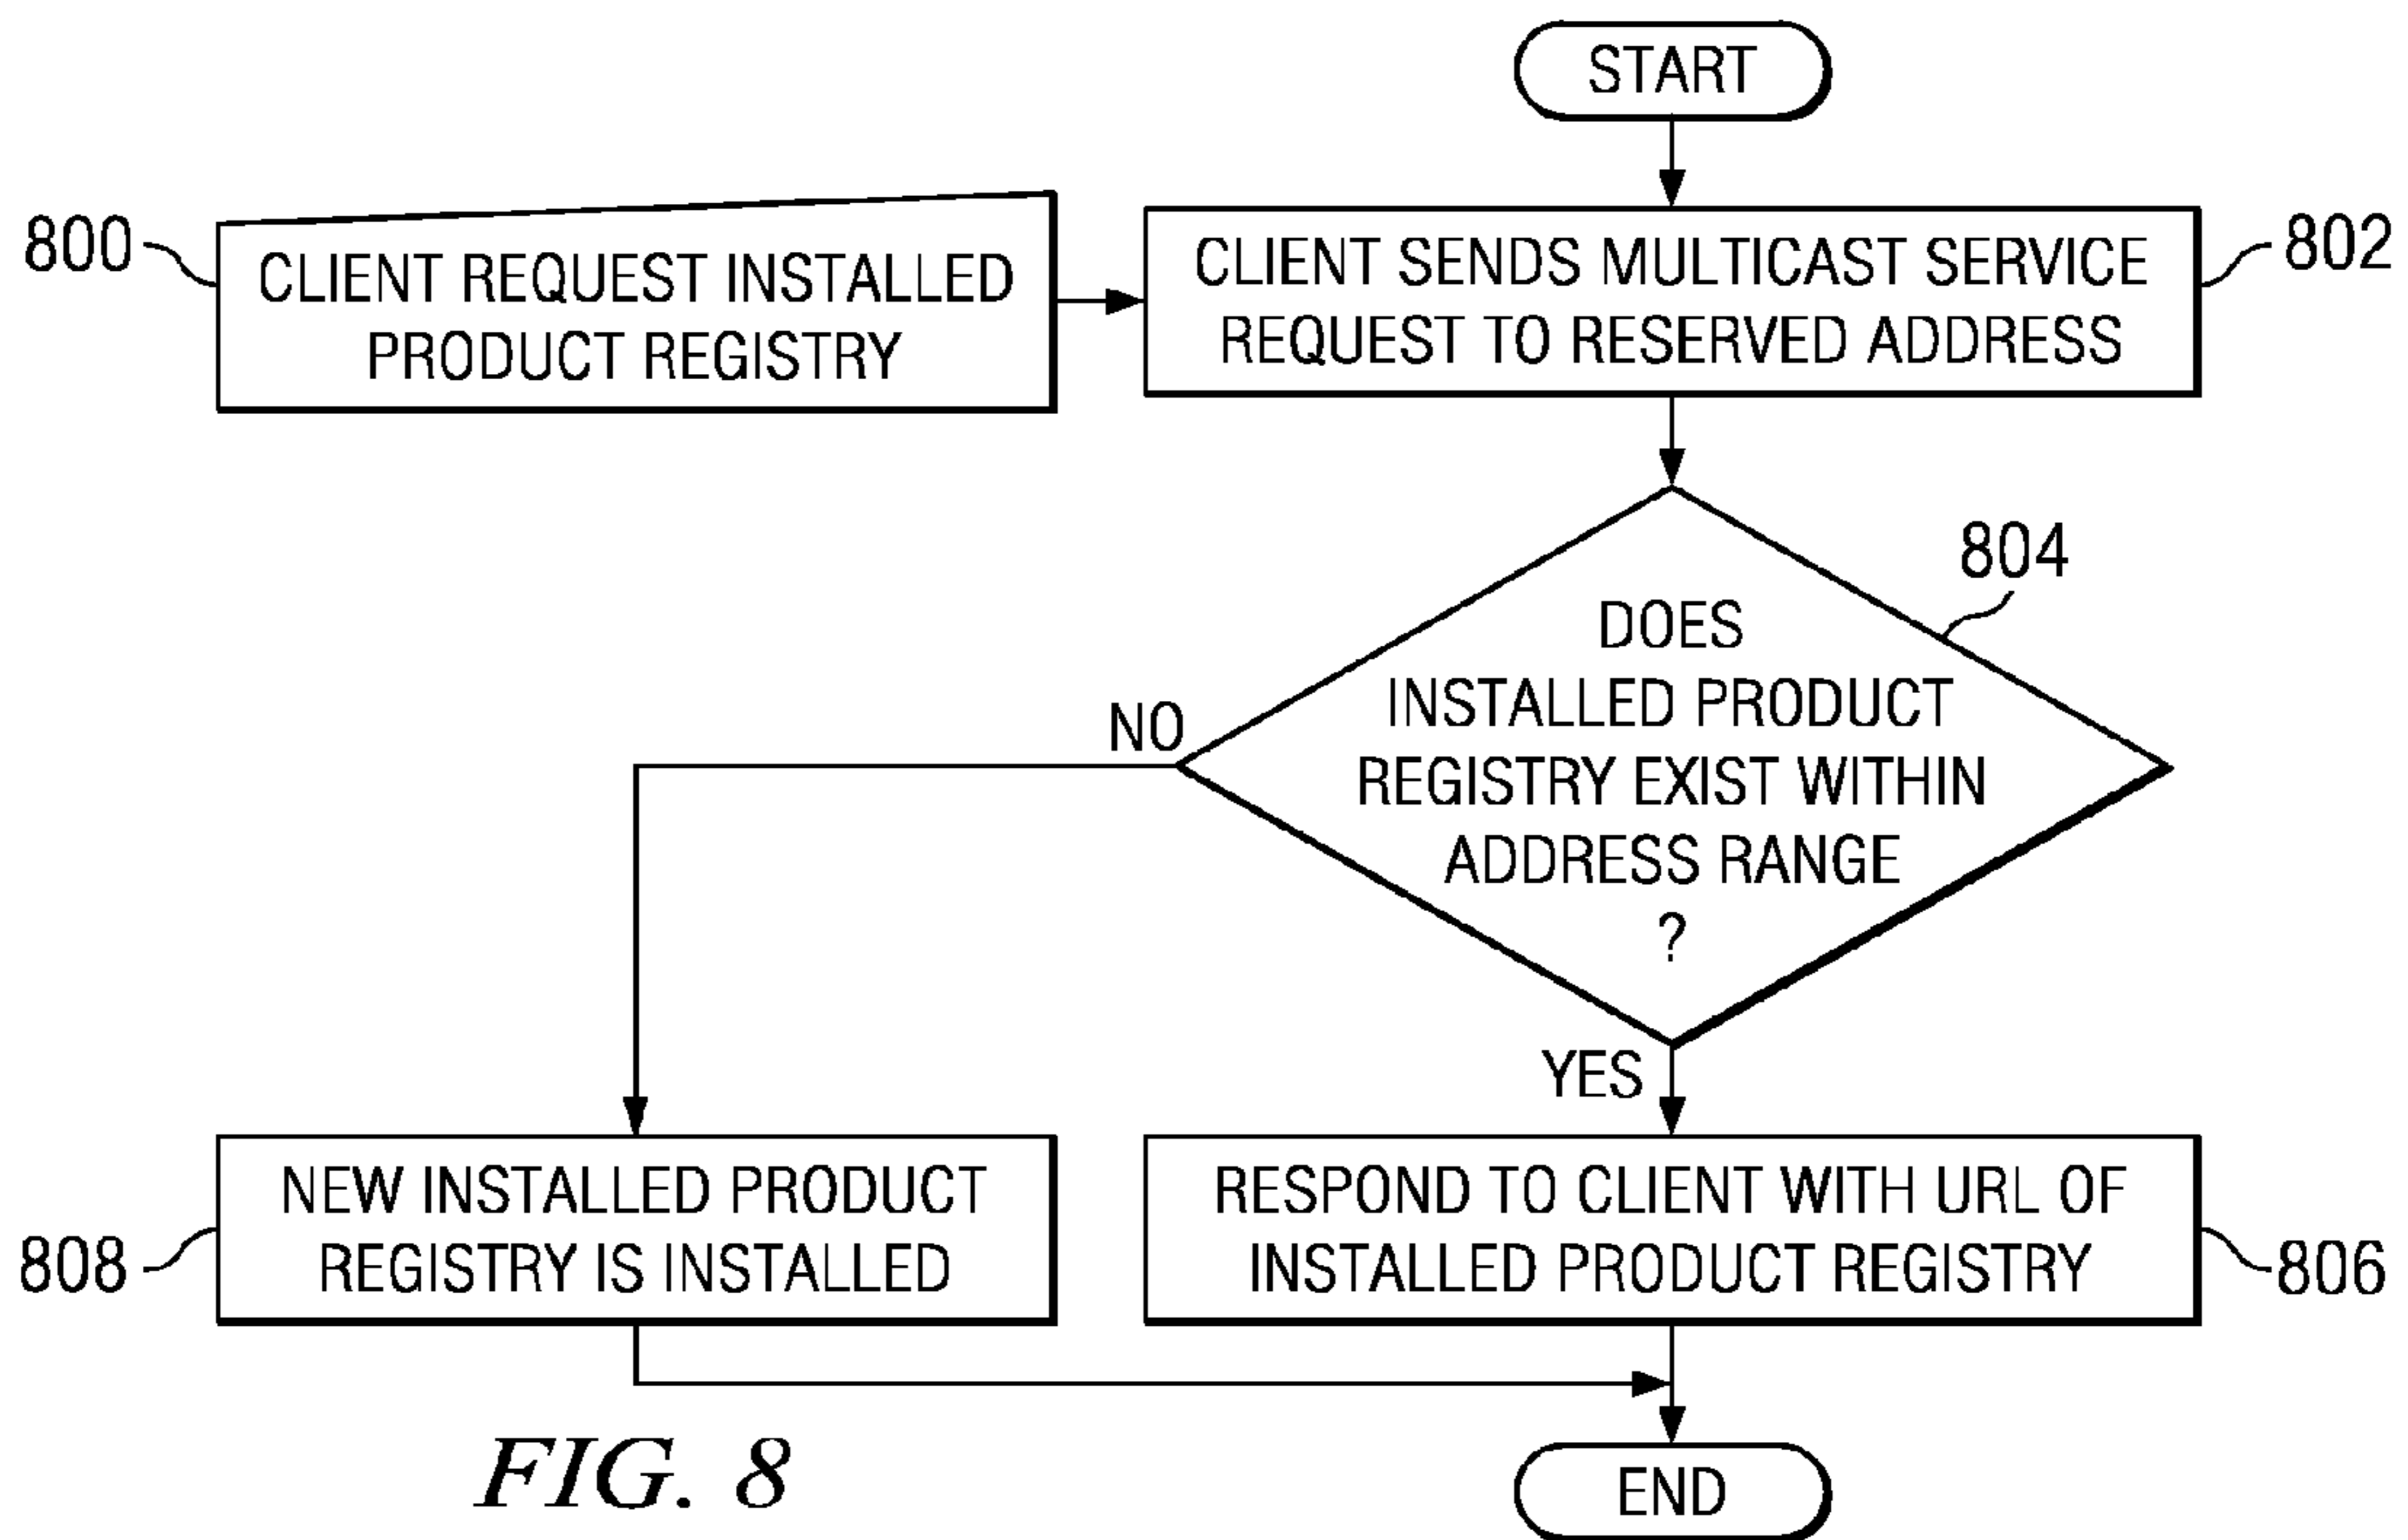 START
800
CLIENT REQUEST INSTALLED
PRODUCT REGISTRY
CLIENT SENDS MULTICAST SERVICE
REQUEST TO RESERVED ADDRESS
802
804
DOES
INSTALLED PRODUCT
REGISTRY EXIST WITHIN
ADDRESS RANGE
?
NO
YES
808
NEW INSTALLED PRODUCT
REGISTRY IS INSTALLED
RESPOND TO CLIENT WITH URL OF
INSTALLED PRODUCT REGISTRY
806
FIG. 8
END